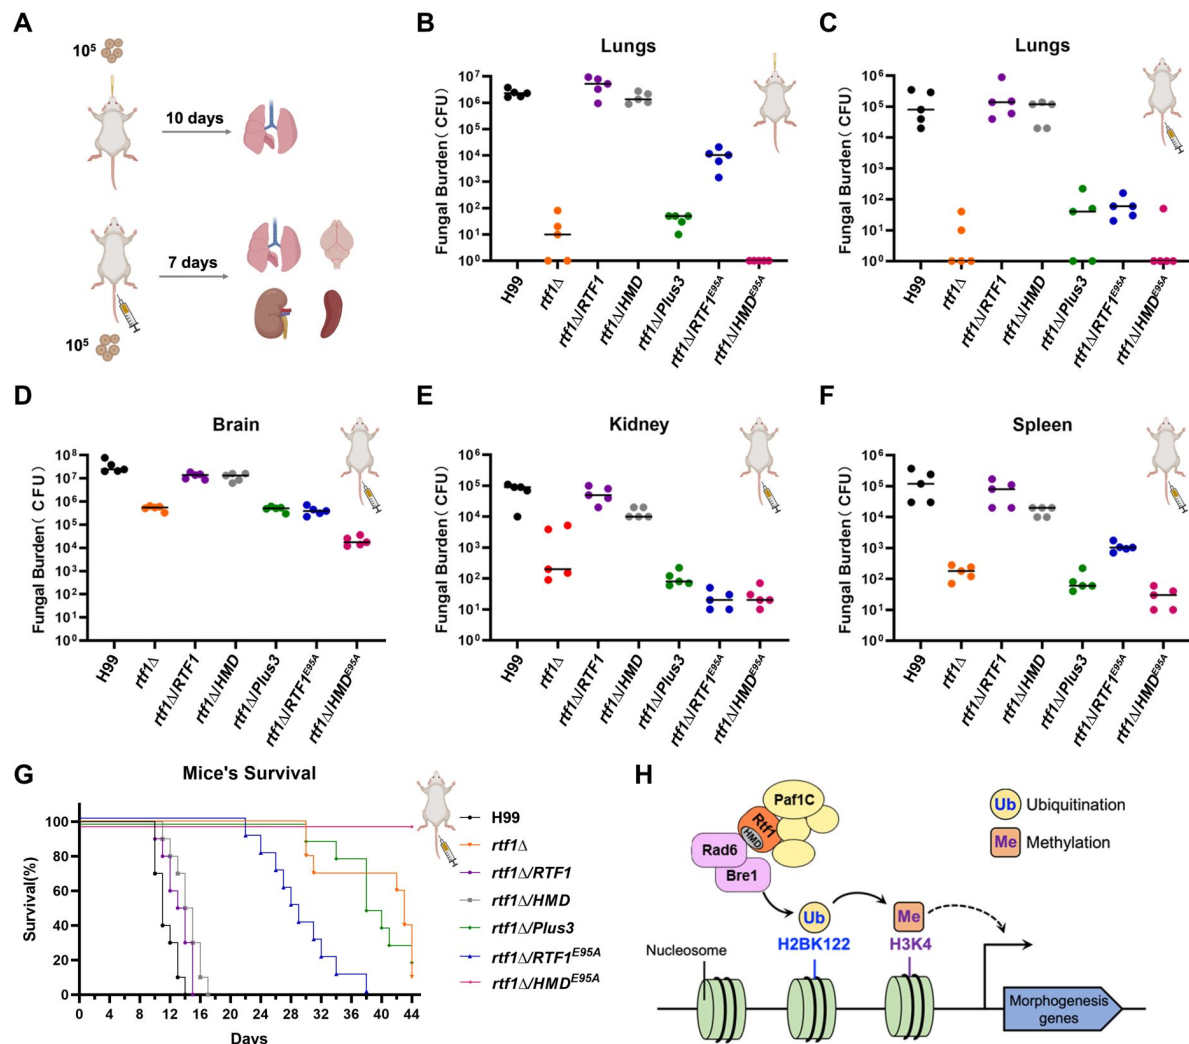 A
10⁵
10 days
7 days
10⁵
B
Lungs
Fungal Burden( CFU)
10⁷
10⁶
10⁵
10⁴
10³
10²
10¹
10⁰
H99
rtf1Δ
rtf1Δ/RTF1
rtf1Δ/HMD
rtf1Δ/Plus3
rtf1Δ/RTF1ᴱ⁹⁵ᴬ
rtf1Δ/HMDᴱ⁹⁵ᴬ
C
Lungs
Fungal Burden( CFU)
10⁶
10⁵
10⁴
10³
10²
10¹
10⁰
H99
rtf1Δ
rtf1Δ/RTF1
rtf1Δ/HMD
rtf1Δ/Plus3
rtf1Δ/RTF1ᴱ⁹⁵ᴬ
rtf1Δ/HMDᴱ⁹⁵ᴬ
D
Brain
Fungal Burden( CFU)
10⁸
10⁷
10⁶
10⁵
10⁴
10³
10²
10¹
10⁰
H99
rtf1Δ
rtf1Δ/RTF1
rtf1Δ/HMD
rtf1Δ/Plus3
rtf1Δ/RTF1ᴱ⁹⁵ᴬ
rtf1Δ/HMDᴱ⁹⁵ᴬ
E
Kidney
Fungal Burden( CFU)
10⁶
10⁵
10⁴
10³
10²
10¹
10⁰
H99
rtf1Δ
rtf1Δ/RTF1
rtf1Δ/HMD
rtf1Δ/Plus3
rtf1Δ/RTF1ᴱ⁹⁵ᴬ
rtf1Δ/HMDᴱ⁹⁵ᴬ
F
Spleen
Fungal Burden( CFU)
10⁶
10⁵
10⁴
10³
10²
10¹
10⁰
H99
rtf1Δ
rtf1Δ/RTF1
rtf1Δ/HMD
rtf1Δ/Plus3
rtf1Δ/RTF1ᴱ⁹⁵ᴬ
rtf1Δ/HMDᴱ⁹⁵ᴬ
G
Mice's Survival
Survival(%)
100
80
60
40
20
0
0 4 8 12 16 20 24 28 32 36 40 44
Days
H99
rtf1Δ
rtf1Δ/RTF1
rtf1Δ/HMD
rtf1Δ/Plus3
rtf1Δ/RTF1ᴱ⁹⁵ᴬ
rtf1Δ/HMDᴱ⁹⁵ᴬ
H
Paf1C
Rtf1
HMD
Rad6
Bre1
Ub Ubiquitination
Me Methylation
Ub
Me
H2BK122
H3K4
Nucleosome
Morphogenesis
genes